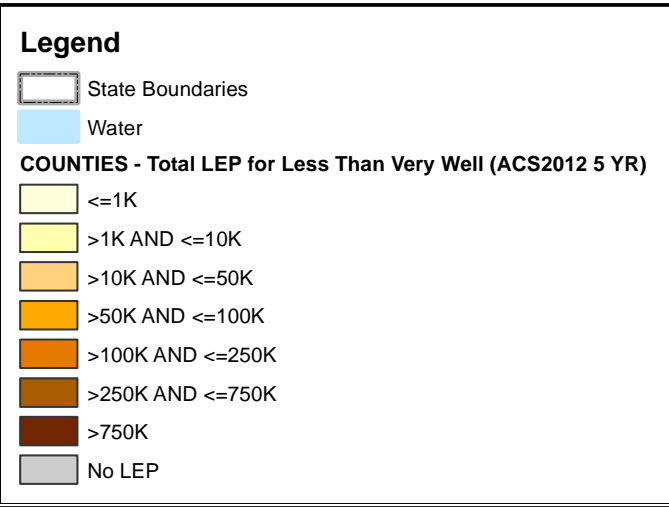 Legend
State Boundaries
Water
COUNTIES - Total LEP for Less Than Very Well (ACS2012 5 YR)
<=1K
>1K AND <=10K
>10K AND <=50K
>50K AND <=100K
>100K AND <=250K
>250K AND <=750K
>750K
No LEP